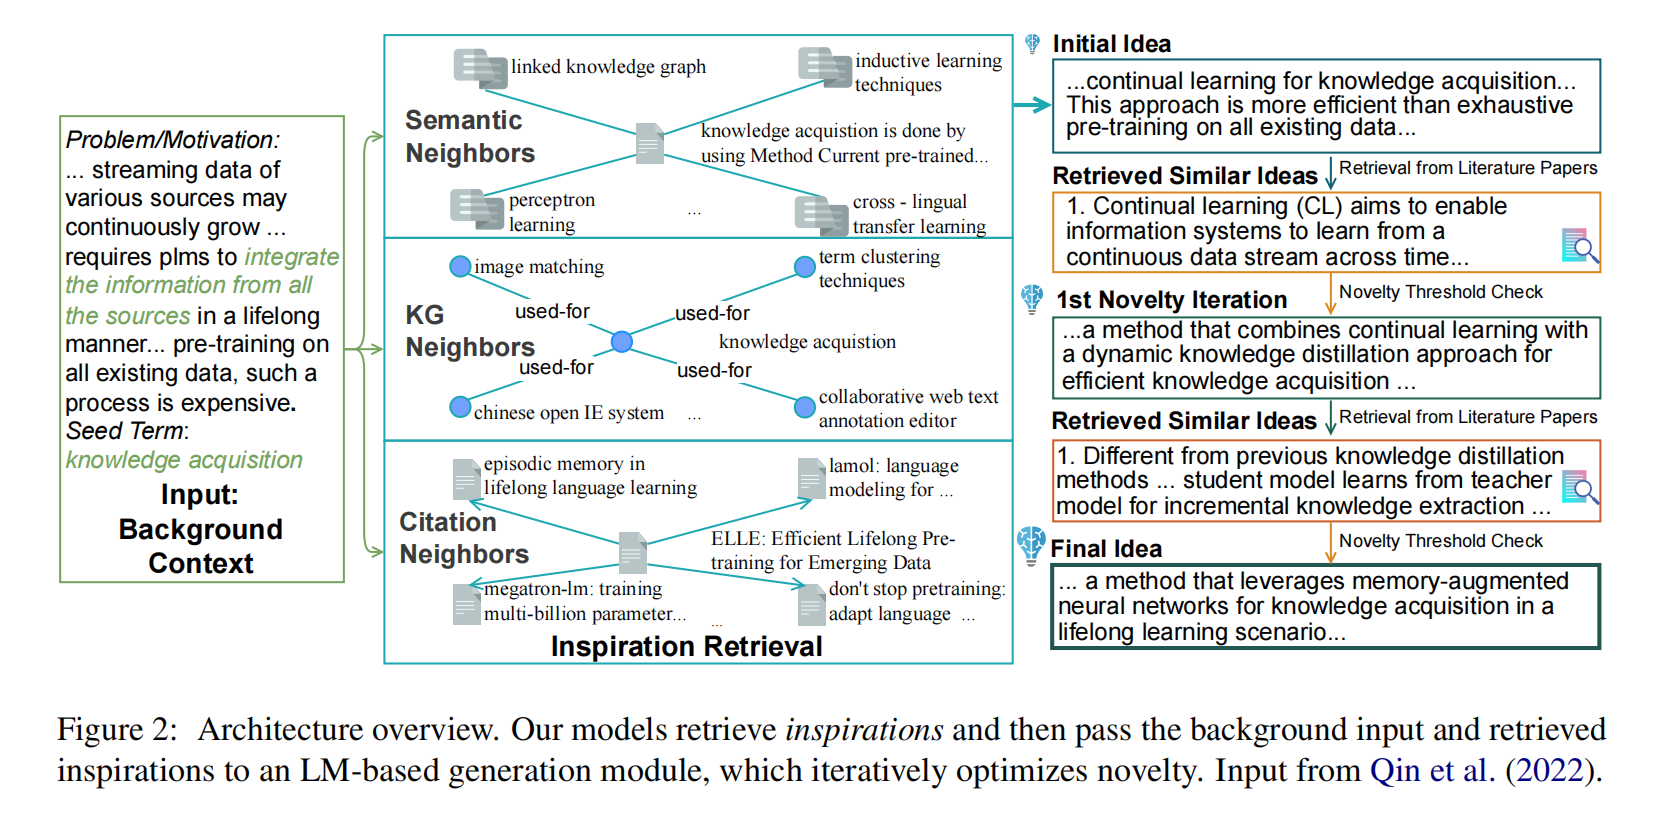 Problem/Motivation:
... streaming data of
various sources may
continuously grow ...
requires plms to integrate
the information from all
the sources in a lifelong
manner... pre-training on
all existing data, such a
process is expensive.
Seed Term:
knowledge acquisition
Input:
Background
Context
Semantic
Neighbors
linked knowledge graph
inductive learning
techniques
knowledge acquistion is done by
using Method Current pre-trained...
perceptron
learning
...
cross - lingual
transfer learning
KG
Neighbors
image matching
term clustering
techniques
used-for
used-for
knowledge acquistion
used-for
used-for
chinese open IE system
...
collaborative web text
annotation editor
Citation
Neighbors
episodic memory in
lifelong language learning
lamol: language
modeling for ...
ELLE: Efficient Lifelong Pre-
training for Emerging Data
megatron-lm: training
multi-billion parameter...
...
don't stop pretraining:
adapt language ...
Inspiration Retrieval
Initial Idea
...continual learning for knowledge acquisition...
This approach is more efficient than exhaustive
pre-training on all existing data...
Retrieval from Literature Papers
Retrieved Similar Ideas
1. Continual learning (CL) aims to enable
information systems to learn from a
continuous data stream across time...
Novelty Threshold Check
1st Novelty Iteration
...a method that combines continual learning with
a dynamic knowledge distillation approach for
efficient knowledge acquisition ...
Retrieval from Literature Papers
Retrieved Similar Ideas
1. Different from previous knowledge distillation
methods ... student model learns from teacher
model for incremental knowledge extraction ...
Novelty Threshold Check
Final Idea
... a method that leverages memory-augmented
neural networks for knowledge acquisition in a
lifelong learning scenario...
Figure 2: Architecture overview. Our models retrieve inspirations and then pass the background input and retrieved
inspirations to an LM-based generation module, which iteratively optimizes novelty. Input from Qin et al. (2022).